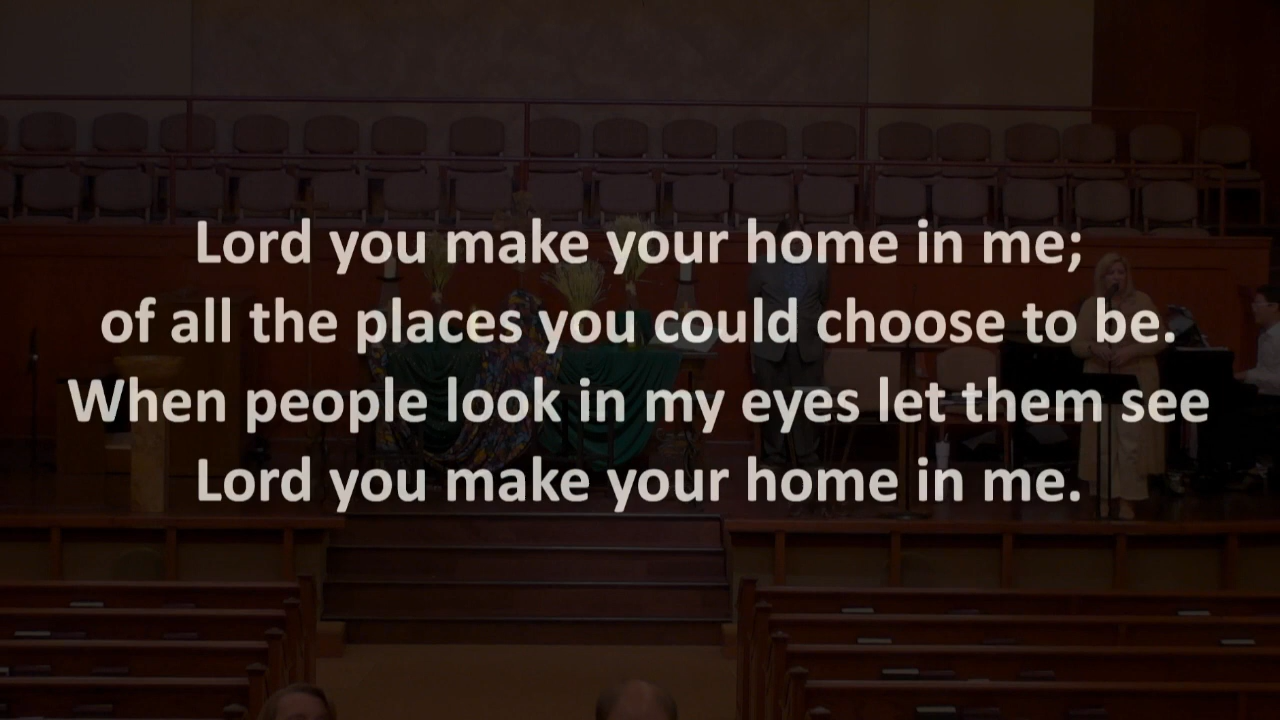 Lord you make your home in me;
of all the places you could choose to be.
When people look in my eyes let them see
Lord you make your home in me.